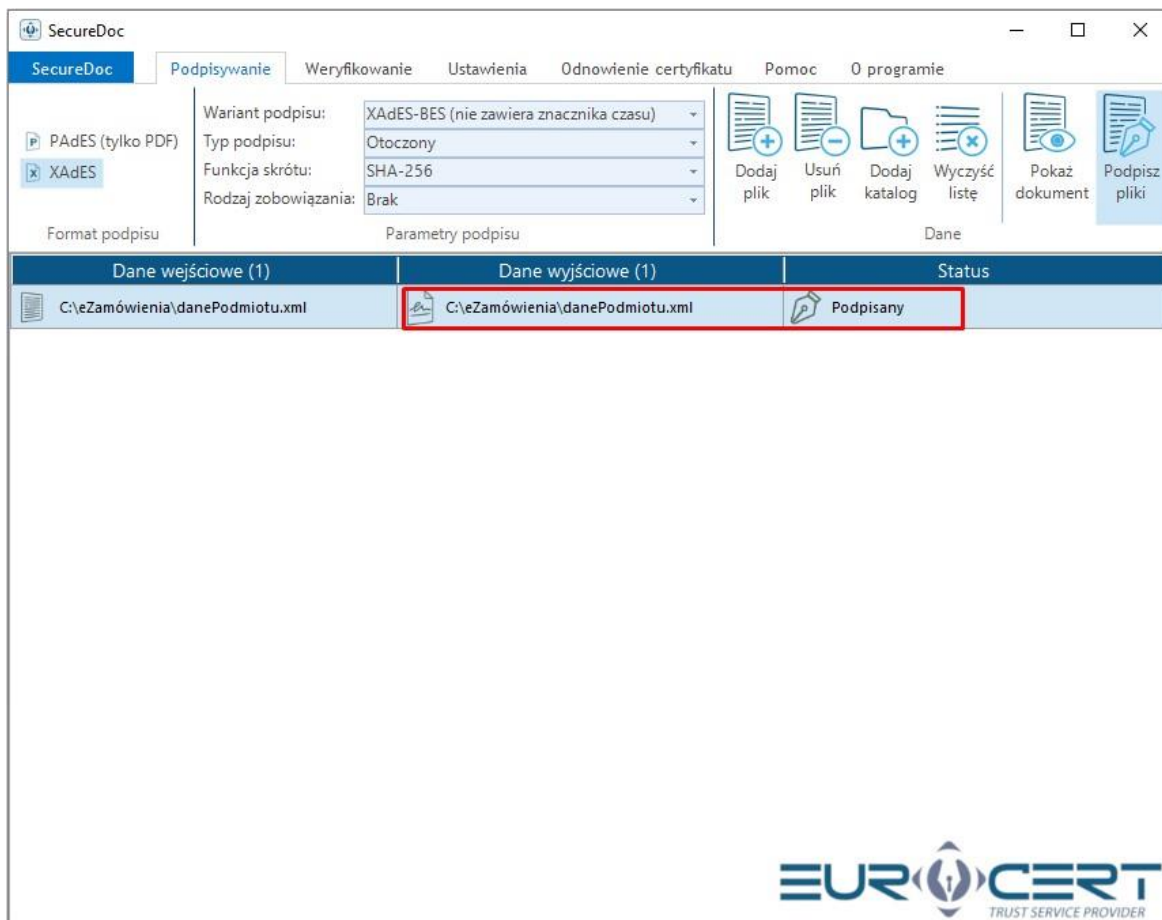 SecureDoc
SecureDoc Podpisywanie Weryfikowanie Ustawienia Odnowienie certyfikatu Pomoc O programie
PAdES (tylko PDF)
XAdES
Format podpisu
Wariant podpisu: XAdES-BES (nie zawiera znacznika czasu)
Typ podpisu: Otoczony
Funkcja skrótu: SHA-256
Rodzaj zobowiązania: Brak
Parametry podpisu
Dodaj plik
Usuń plik
Dodaj katalog
Wyczyść listę
Pokaż dokument
Podpisz pliki
Dane
Dane wejściowe (1) Dane wyjściowe (1) Status
C:\eZamówienia\danePodmiotu.xml C:\eZamówienia\danePodmiotu.xml Podpisany
EUROCERT
TRUST SERVICE PROVIDER